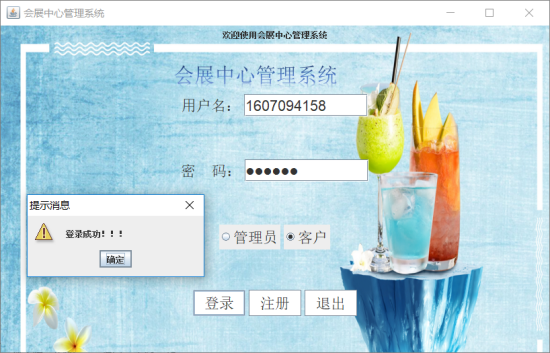 会展中心管理系统
欢迎使用会展中心管理系统
会展中心管理系统
用户名： 1607094158
密 码： ●●●●●●
提示消息
登录成功！！！
确定
管理员 客户
登录 注册 退出